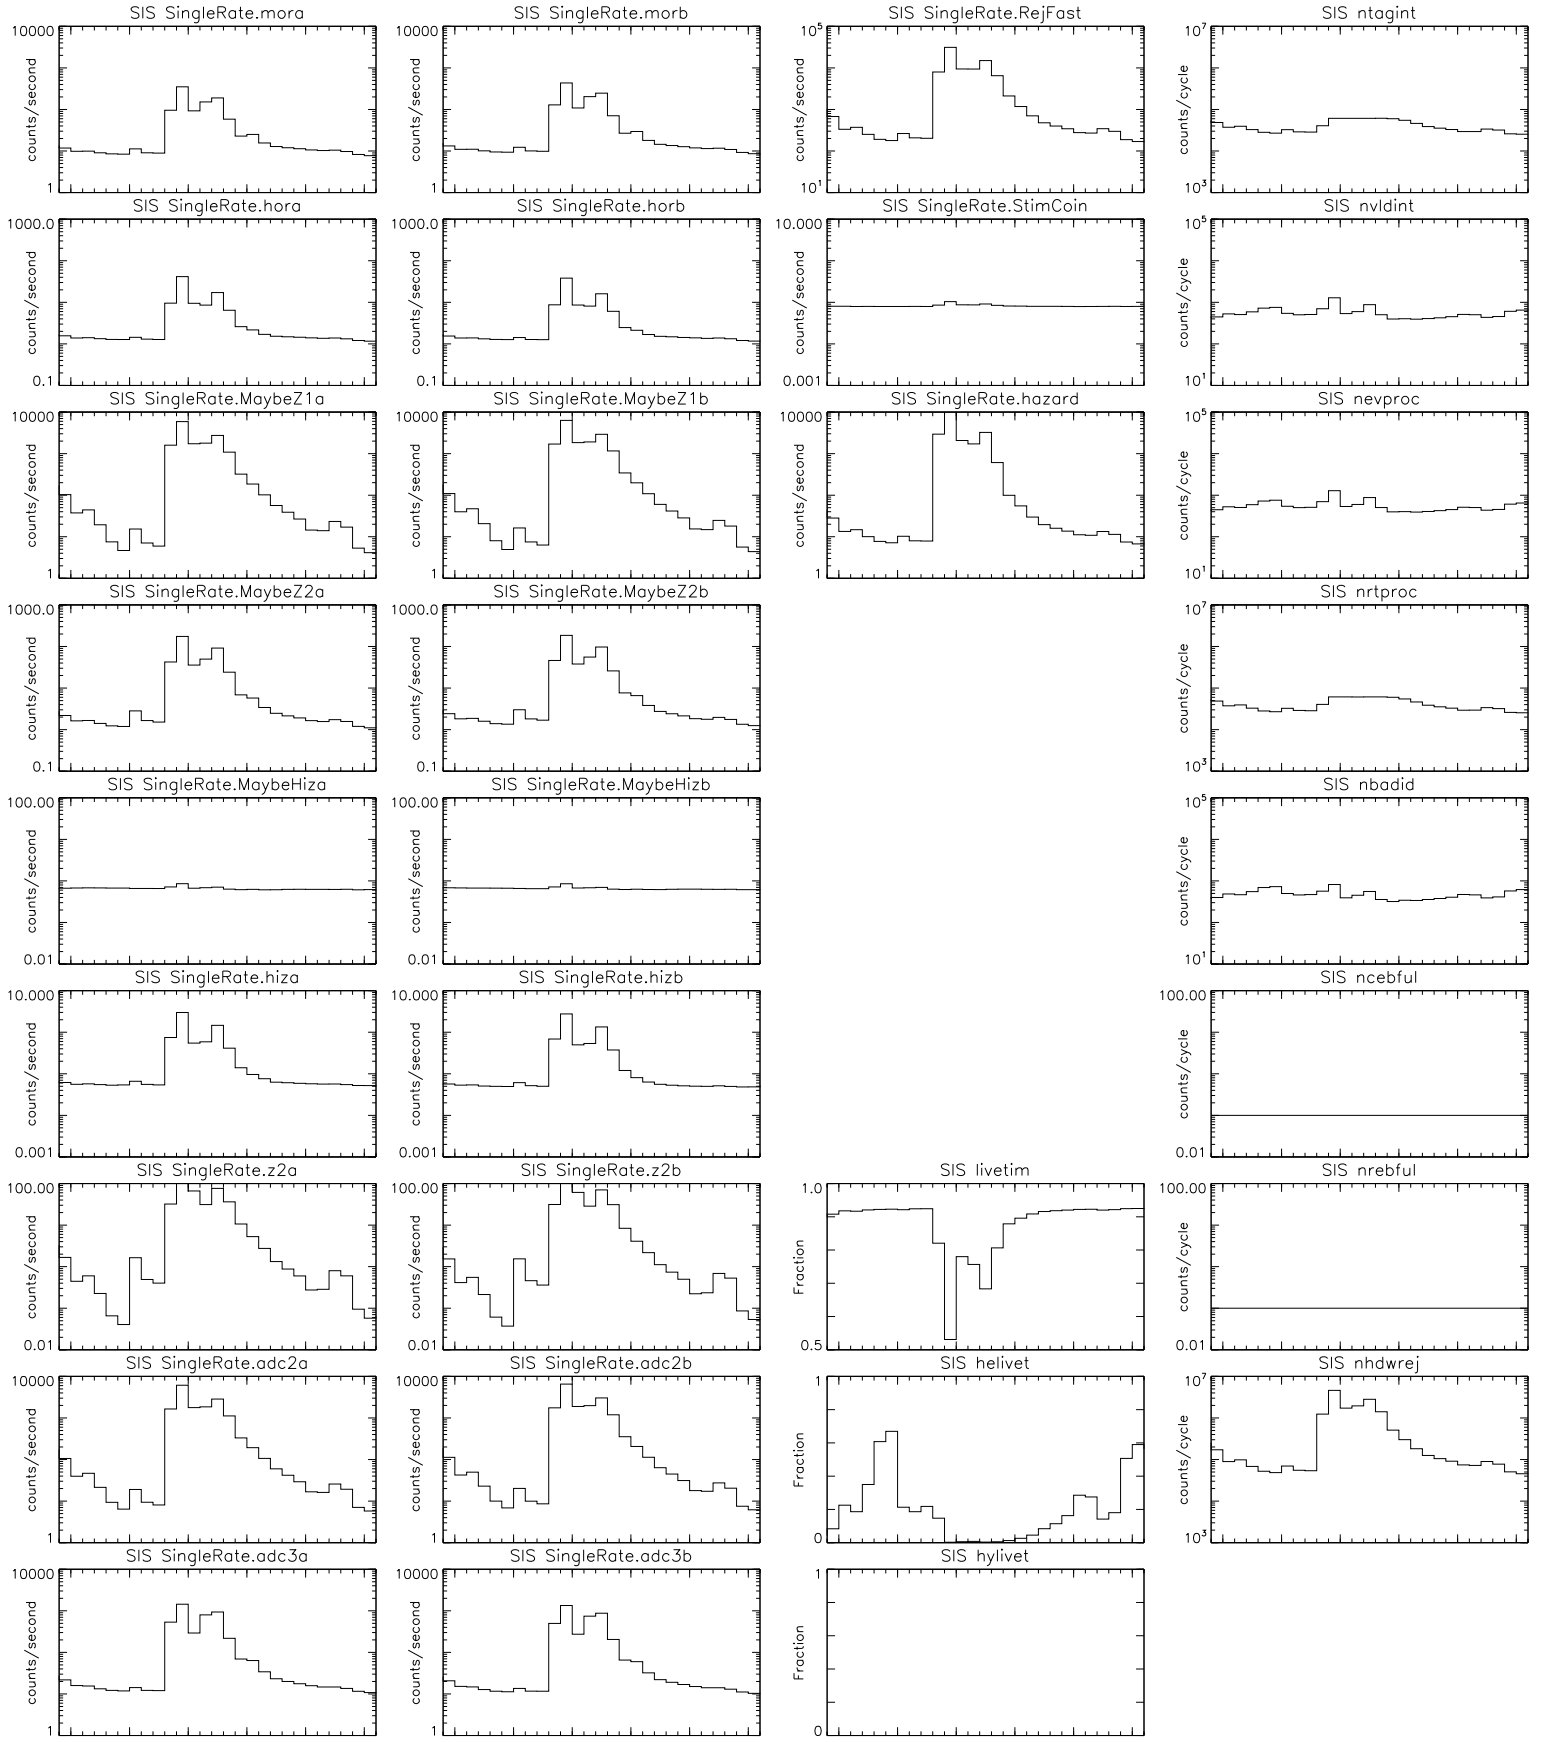 SIS SingleRate.mora
10000
counts/second
1
SIS SingleRate.morb
10000
counts/second
1
SIS SingleRate.RejFast
10^5
counts/second
10^1
SIS ntagint
10^7
counts/cycle
10^3
SIS SingleRate.hora
1000.0
counts/second
0.1
SIS SingleRate.horb
1000.0
counts/second
0.1
SIS SingleRate.StimCoin
10.000
counts/second
0.001
SIS nvldint
10^5
counts/cycle
10^1
SIS SingleRate.MaybeZ1a
10000
counts/second
1
SIS SingleRate.MaybeZ1b
10000
counts/second
1
SIS SingleRate.hazard
10000
counts/second
1
SIS nevproc
10^5
counts/cycle
10^1
SIS SingleRate.MaybeZ2a
1000.0
counts/second
0.1
SIS SingleRate.MaybeZ2b
1000.0
counts/second
0.1
SIS nrtproc
10^7
counts/cycle
10^3
SIS SingleRate.MaybeHiza
100.00
counts/second
0.01
SIS SingleRate.MaybeHizb
100.00
counts/second
0.01
SIS nbadid
10^5
counts/cycle
10^1
SIS SingleRate.hiza
10.000
counts/second
0.001
SIS SingleRate.hizb
10.000
counts/second
0.001
SIS ncebful
100.00
counts/cycle
0.01
SIS SingleRate.z2a
100.00
counts/second
0.01
SIS SingleRate.z2b
100.00
counts/second
0.01
SIS livetim
1.0
Fraction
0.5
SIS nrebful
100.00
counts/cycle
0.01
SIS SingleRate.adc2a
10000
counts/second
1
SIS SingleRate.adc2b
10000
counts/second
1
SIS helivet
1
Fraction
0
SIS nhdwrej
10^7
counts/cycle
10^3
SIS SingleRate.adc3a
10000
counts/second
1
SIS SingleRate.adc3b
10000
counts/second
1
SIS hylivet
1
Fraction
0